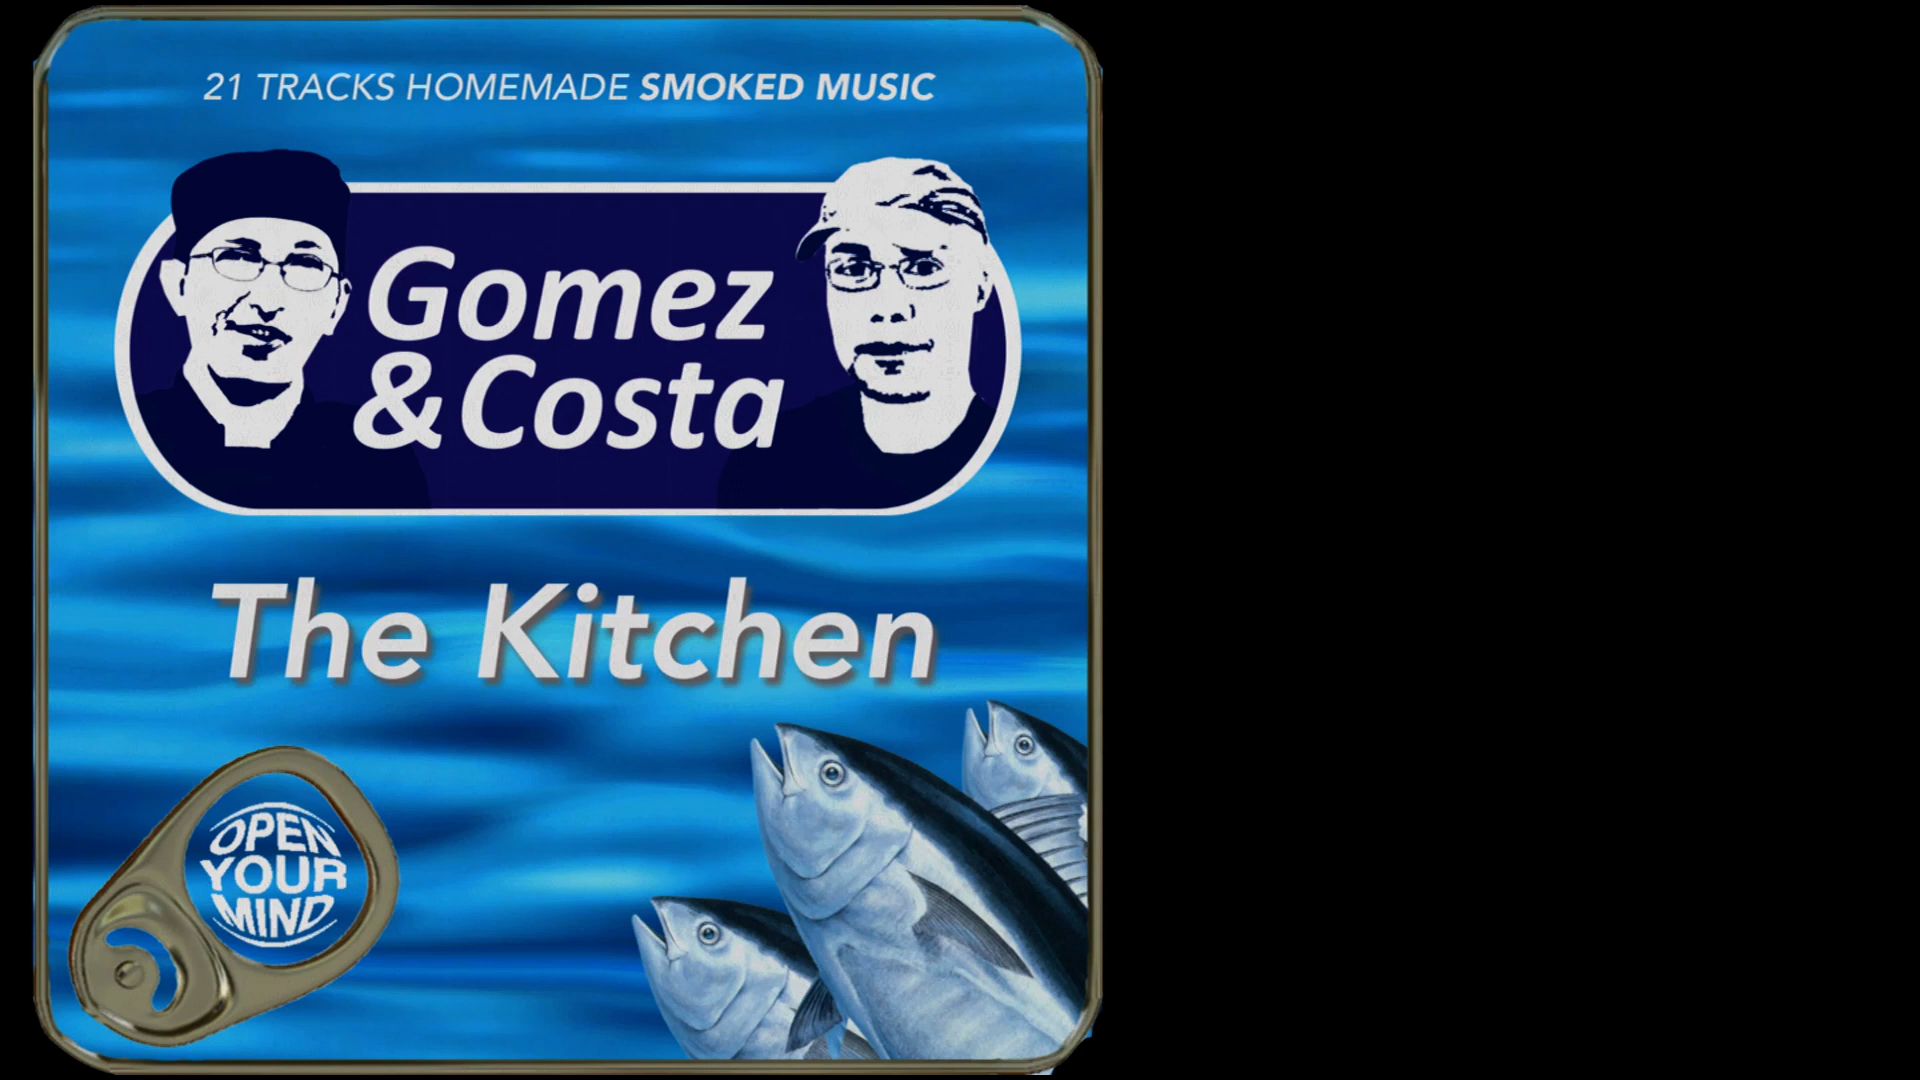 21 TRACKS HOMEMADE SMOKED MUSIC
Gomez
&Costa
The Kitchen
OPEN
YOUR
MIND